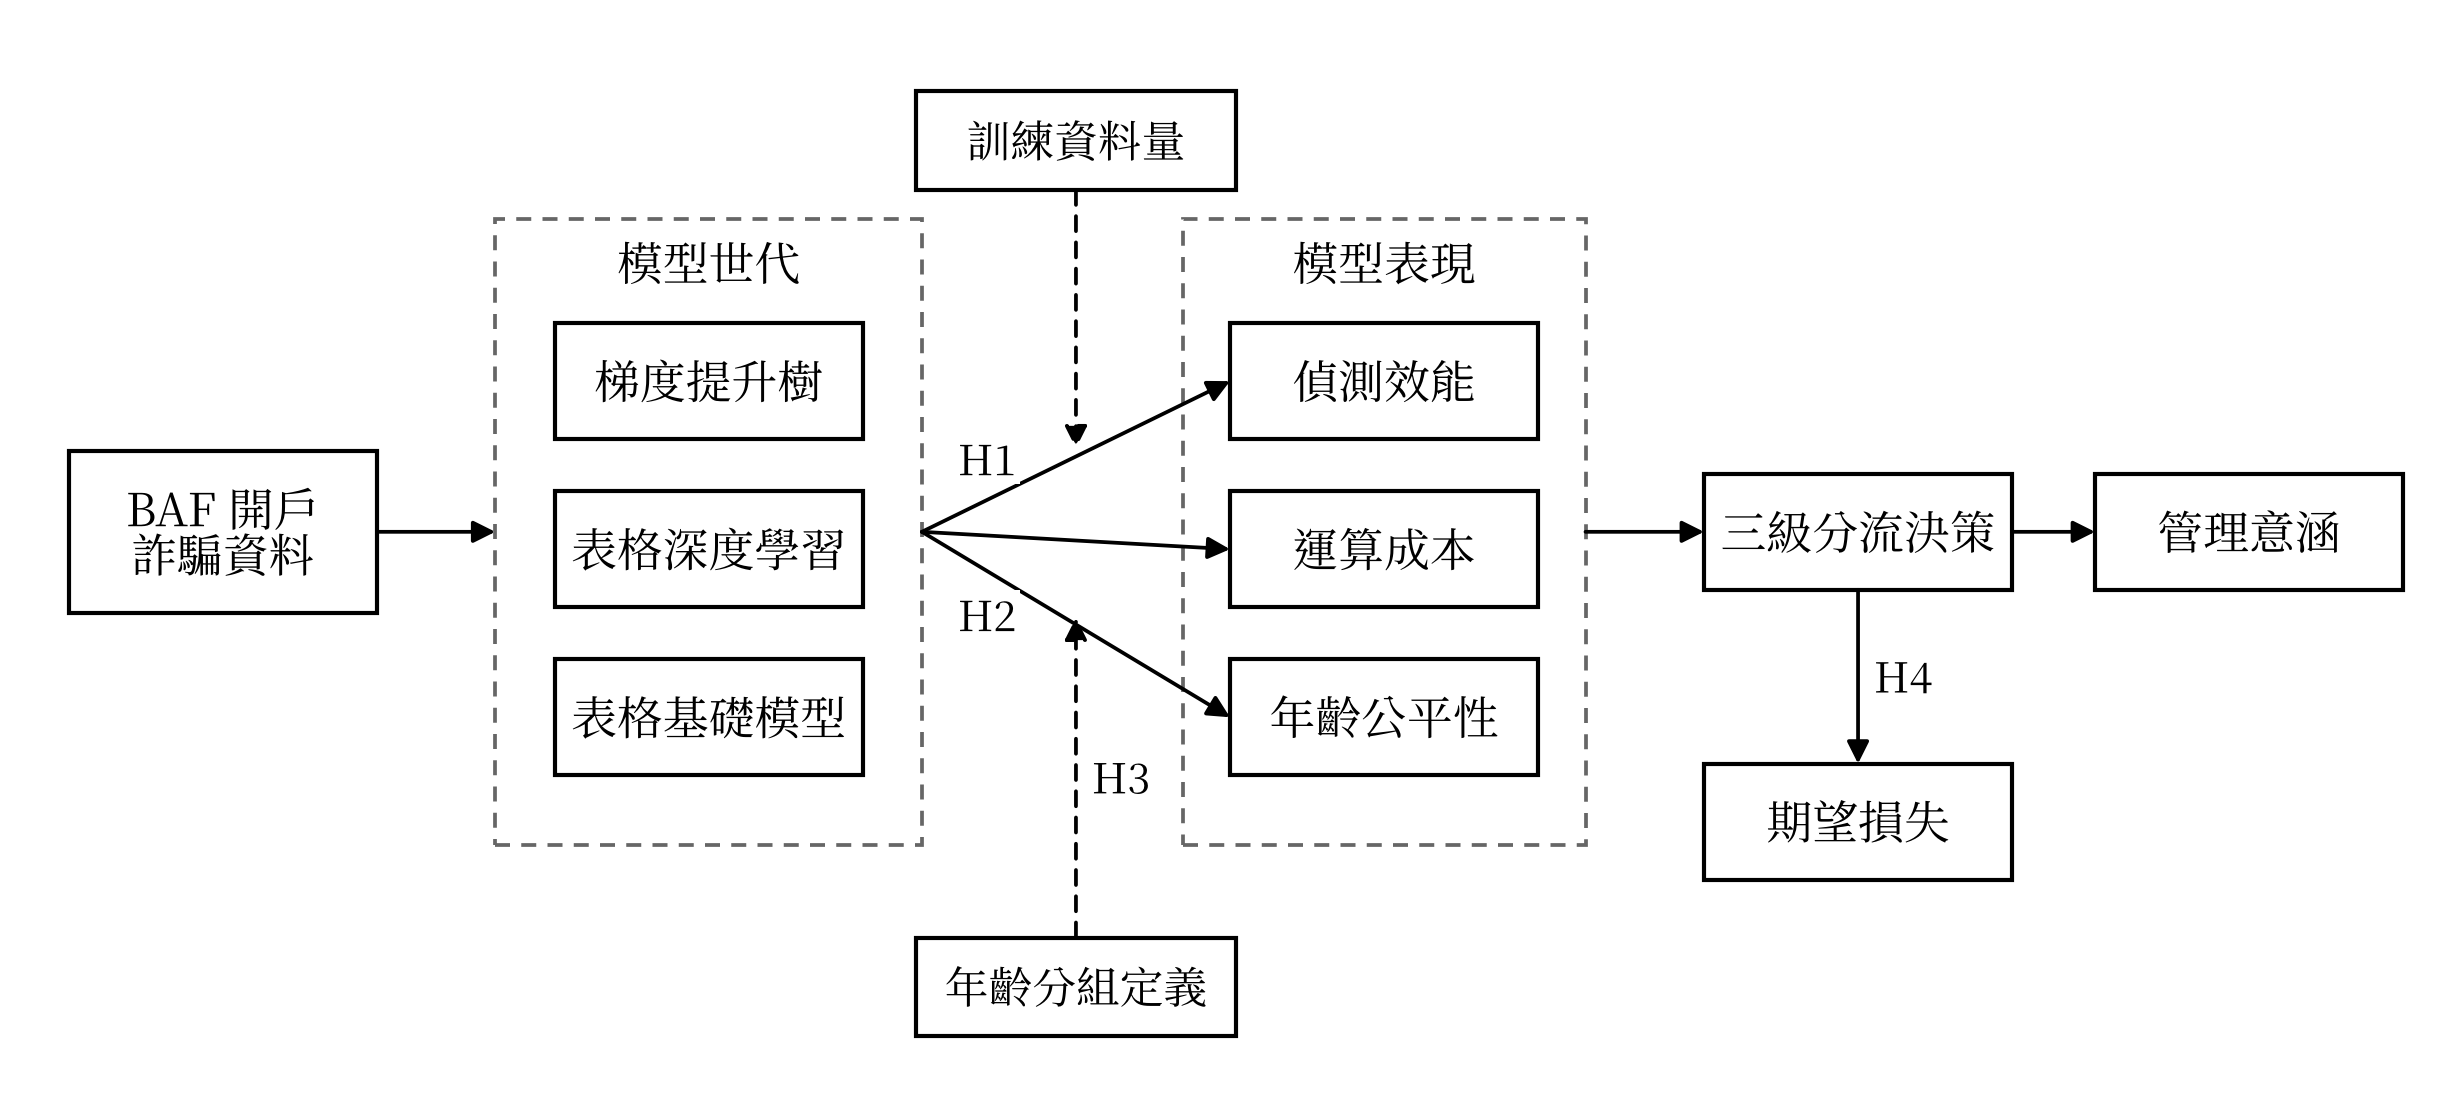 訓練資料量
模型世代
模型表現
梯度提升樹
偵測效能
H1
BAF 開戶
詐騙資料
表格深度學習
運算成本
三級分流決策
管理意涵
H2
表格基礎模型
年齡公平性
H4
H3
期望損失
年齡分組定義